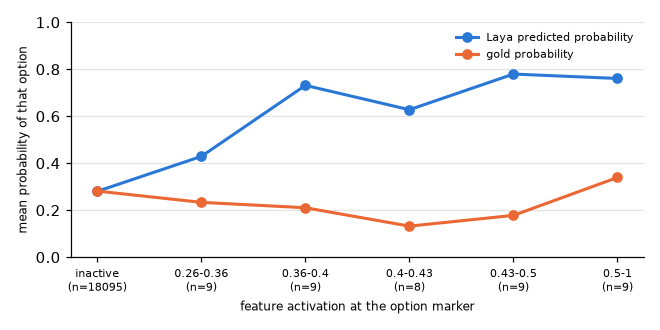 1.0
0.8
0.6
0.4
0.2
0.0
mean probability of that option
Laya predicted probability
gold probability
inactive
(n=18095)
0.26-0.36
(n=9)
0.36-0.4
(n=9)
0.4-0.43
(n=8)
0.43-0.5
(n=9)
0.5-1
(n=9)
feature activation at the option marker